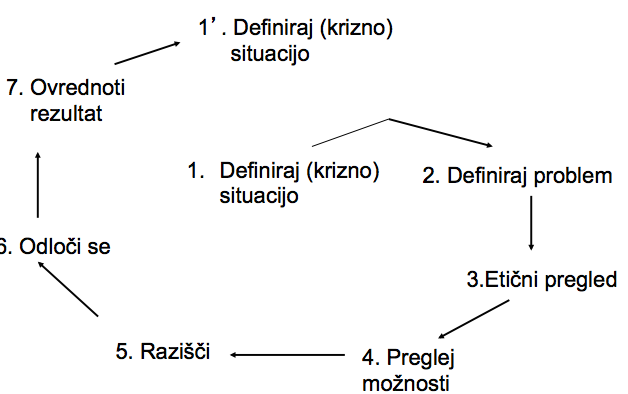 1’. Definiraj (krizno)
situacijo
7. Ovrednoti
rezultat
1. Definiraj (krizno)
situacijo
2. Definiraj problem
6. Odloči se
3.Etični pregled
5. Razišči
4. Preglej
možnosti